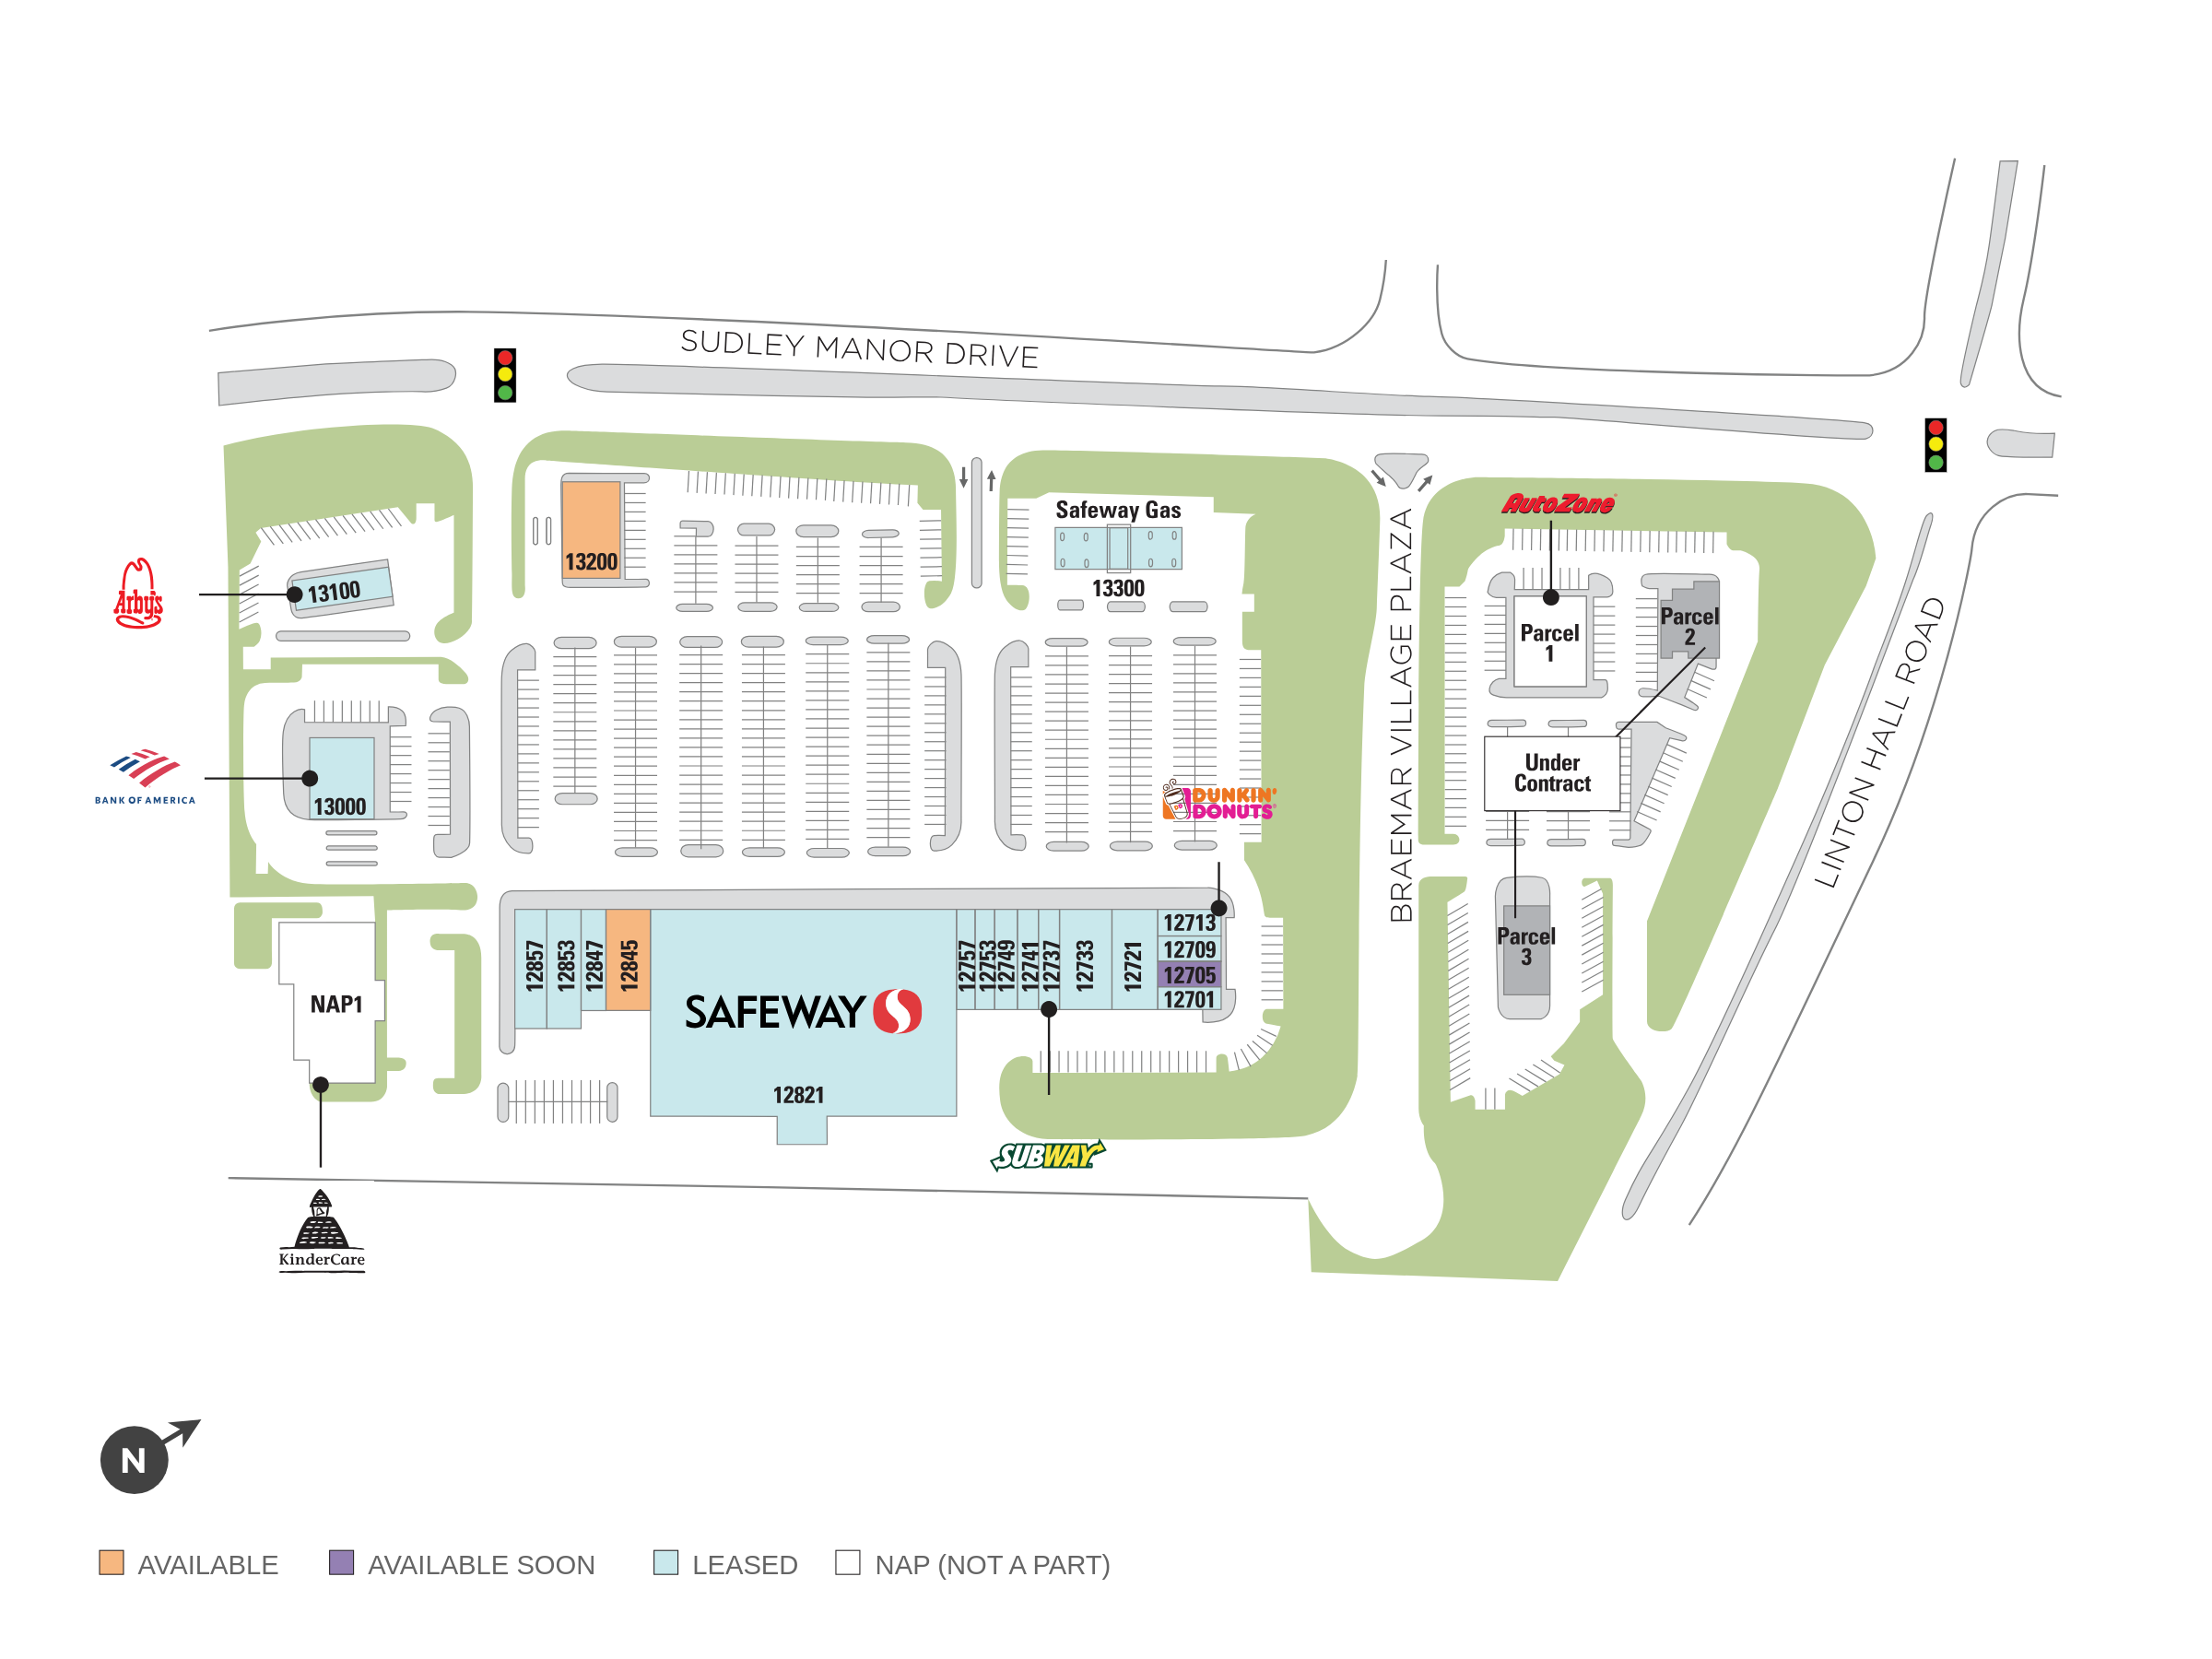 SUDLEY MANOR DRIVE
Safeway Gas
13300
13200
AutoZone
Arby's
13100
Parcel
1
Parcel
2
BRAEMAR VILLAGE PLAZA
LINTON HALL ROAD
BANK OF AMERICA
13000
Under
Contract
DUNKIN'
DONUTS
12857
12853
12847
12845
12757
12753
12749
12741
12737
12733
12721
12713
12709
12705
12701
Parcel
3
NAP1
SAFEWAY
12821
SUBWAY
KinderCare
N
AVAILABLE
AVAILABLE SOON
LEASED
NAP (NOT A PART)